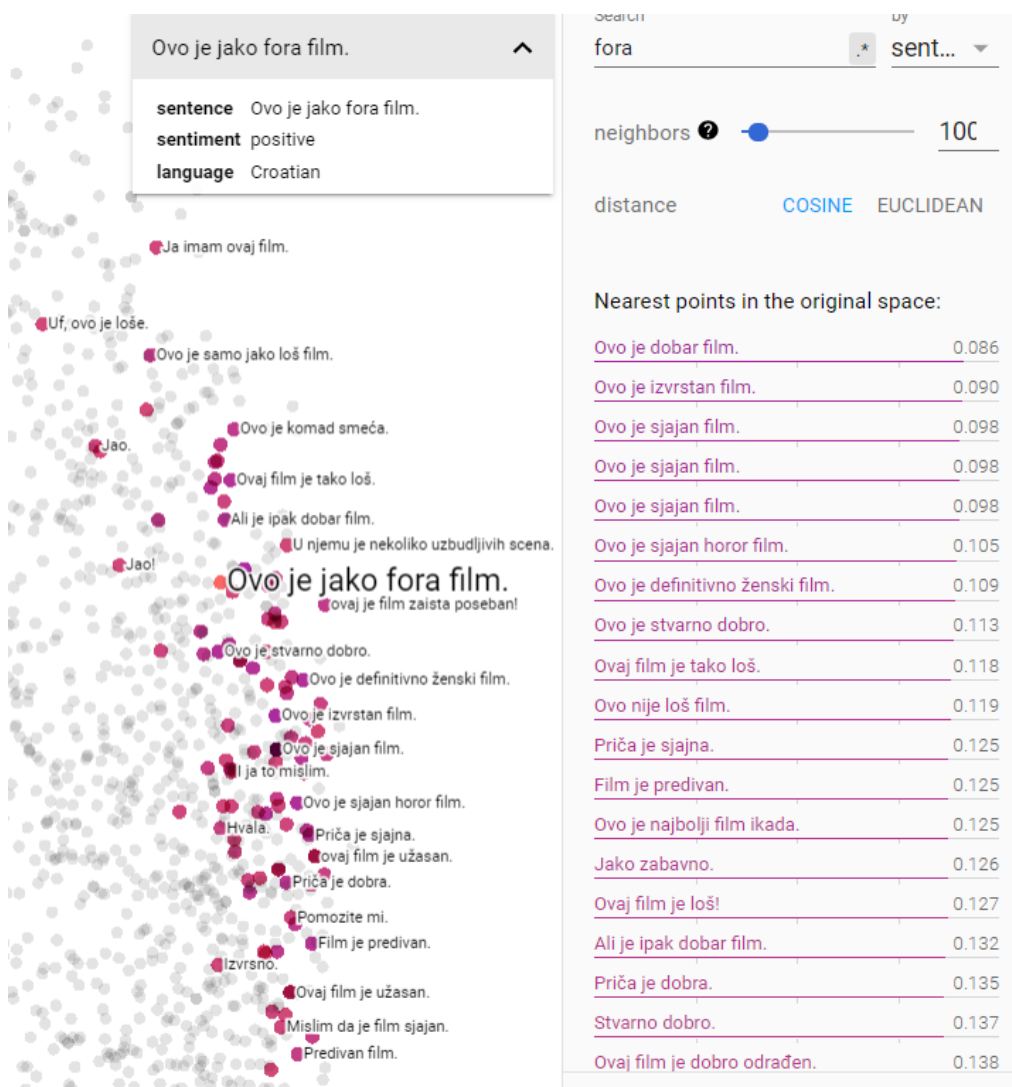 Ovo je jako fora film.
sentence Ovo je jako fora film.
sentiment positive
language Croatian
Ja imam ovaj film.
Uf, ovo je loše.
Ovo je samo jako loš film.
Ovo je komad smeća.
Jao.
Ovaj film je tako loš.
Ali je ipak dobar film.
U njemu je nekoliko uzbudljivih scena.
Jao!
Ovo je jako fora film.
ovaj je film zaista poseban!
Ovo je stvarno dobro.
Ovo je definitivno ženski film.
Ovo je izvrstan film.
Ovo je sjajan film.
I ja to mislim.
Ovo je sjajan horor film.
Hvala.
Priča je sjajna.
ovaj film je užasan.
Priča je dobra.
Pomozite mi.
Film je predivan.
Izvrsno.
Ovaj film je užasan.
Mislim da je film sjajan.
Predivan film.
Search by
fora .* sent...
neighbors ? 100
distance COSINE EUCLIDEAN
Nearest points in the original space:
Ovo je dobar film. 0.086
Ovo je izvrstan film. 0.090
Ovo je sjajan film. 0.098
Ovo je sjajan film. 0.098
Ovo je sjajan film. 0.098
Ovo je sjajan horor film. 0.105
Ovo je definitivno ženski film. 0.109
Ovo je stvarno dobro. 0.113
Ovaj film je tako loš. 0.118
Ovo nije loš film. 0.119
Priča je sjajna. 0.125
Film je predivan. 0.125
Ovo je najbolji film ikada. 0.125
Jako zabavno. 0.126
Ovaj film je loš! 0.127
Ali je ipak dobar film. 0.132
Priča je dobra. 0.135
Stvarno dobro. 0.137
Ovaj film je dobro odrađen. 0.138